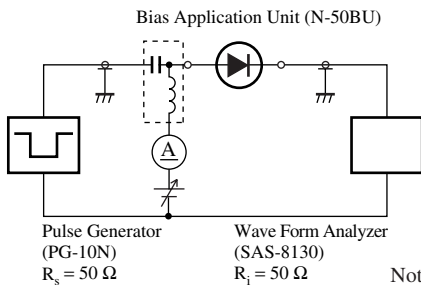 Bias Application Unit (N-50BU)
A
Pulse Generator
(PG-10N)
Rs = 50 Ω
Wave Form Analyzer
(SAS-8130)
Ri = 50 Ω
Not